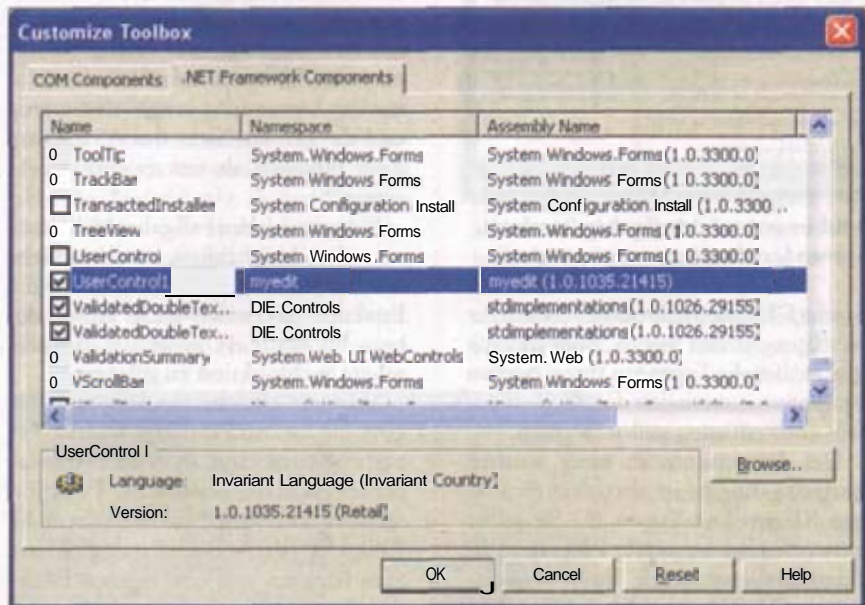 Customize Toolbox
COM Components .NET Framework Components
Name Namespace Assembly Name
0 ToolTip System.Windows.Forms System.Windows.Forms (1.0.3300.0)
0 TrackBar System.Windows Forms System Windows Forms (1.0.3300.0)
TransactedInstaller System Configuration Install System Configuration Install (1.0.3300 ..
0 TreeView System.Windows Forms System.Windows.Forms (1.0.3300.0)
UserControl System Windows .Forms System.Windows.Forms (1 0.3300.0)
UserControl1 myedit myedit (1.0.1035.21415)
ValidatedDoubleTex... DIE. Controls stdimplementations (1 0.1026.29155)
ValidatedDoubleTex... DIE. Controls stdimplementations (1.0.1026.29155)
0 ValidationSummary System Web UI WebControls System. Web (1.0.3300.0)
0 VScrollBar System.Windows.Forms System.Windows Forms (1 0.3300.0)
UserControl l
Browse..
Language: Invariant Language (Invariant Country)
Version: 1.0.1035.21415 (Retail)
OK Cancel Reset Help